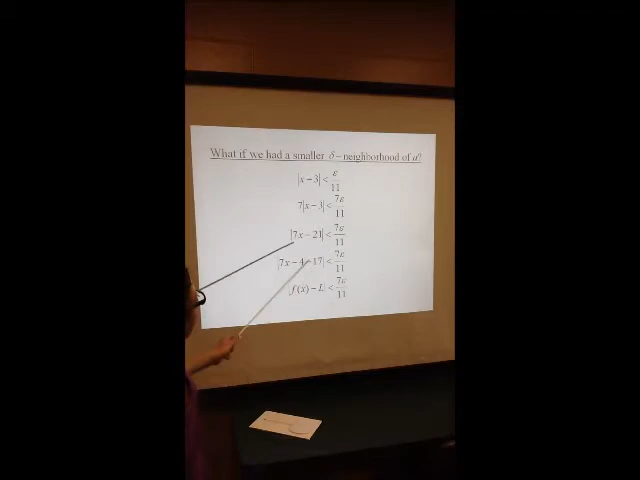 What if we had a smaller δ – neighborhood of a?
|x − 3| < ε/11
7|x − 3| < 7ε/11
|7x − 21| < 7ε/11
|7x − 4 − 17| < 7ε/11
|f(x) − L| < 7ε/11